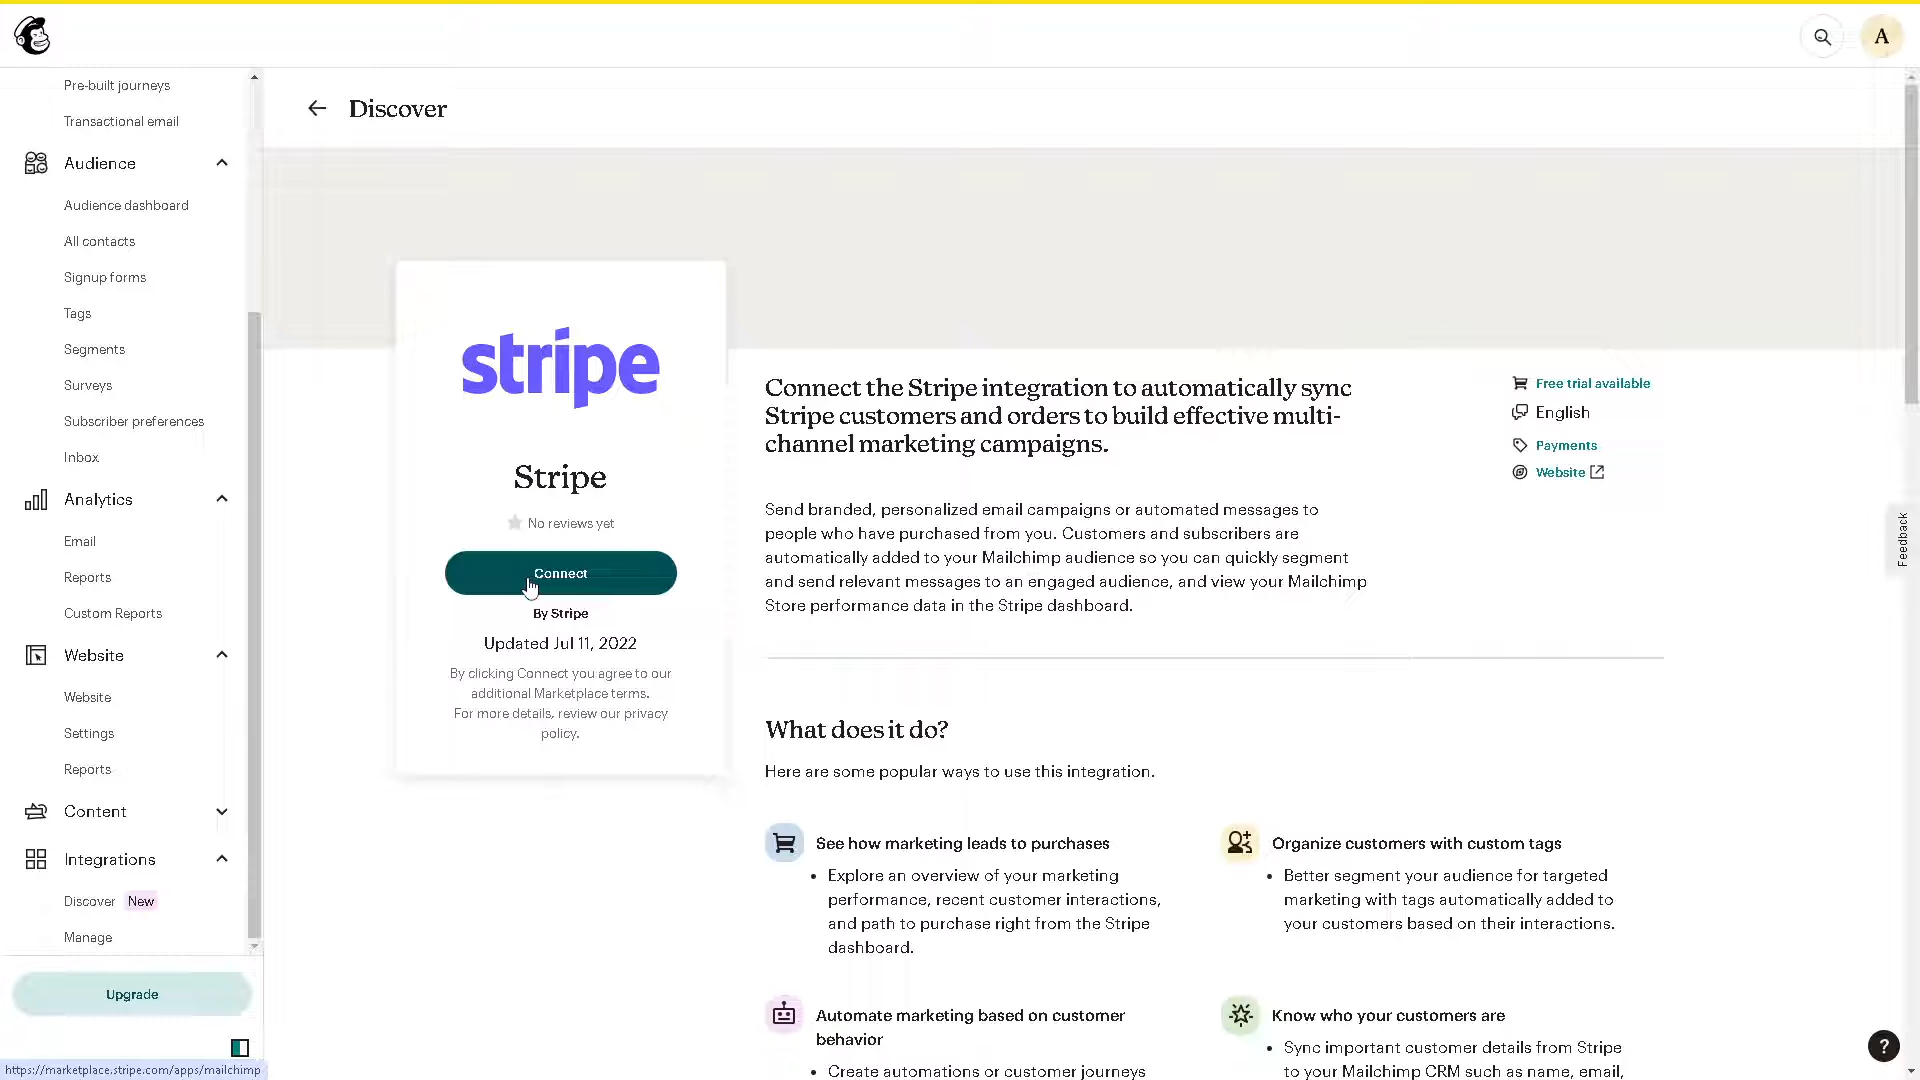 A
Pre-built journeys
Transactional email
Audience
Audience dashboard
All contacts
Signup forms
Tags
Segments
Surveys
Subscriber preferences
Inbox
Analytics
Email
Reports
Custom Reports
Website
Website
Settings
Reports
Content
Integrations
Discover New
Manage
Upgrade
https://marketplace.stripe.com/apps/mailchimp
Discover
stripe
Stripe
No reviews yet
Connect
By Stripe
Updated Jul 11, 2022
By clicking Connect you agree to our
additional Marketplace terms.
For more details, review our privacy
policy.
Connect the Stripe integration to automatically sync
Stripe customers and orders to build effective multi-
channel marketing campaigns.
Send branded, personalized email campaigns or automated messages to
people who have purchased from you. Customers and subscribers are
automatically added to your Mailchimp audience so you can quickly segment
and send relevant messages to an engaged audience, and view your Mailchimp
Store performance data in the Stripe dashboard.
Free trial available
English
Payments
Website
What does it do?
Here are some popular ways to use this integration.
See how marketing leads to purchases
• Explore an overview of your marketing
performance, recent customer interactions,
and path to purchase right from the Stripe
dashboard.
Organize customers with custom tags
• Better segment your audience for targeted
marketing with tags automatically added to
your customers based on their interactions.
Automate marketing based on customer
behavior
• Create automations or customer journeys
Know who your customers are
• Sync important customer details from Stripe
to your Mailchimp CRM such as name, email,
Feedback
?